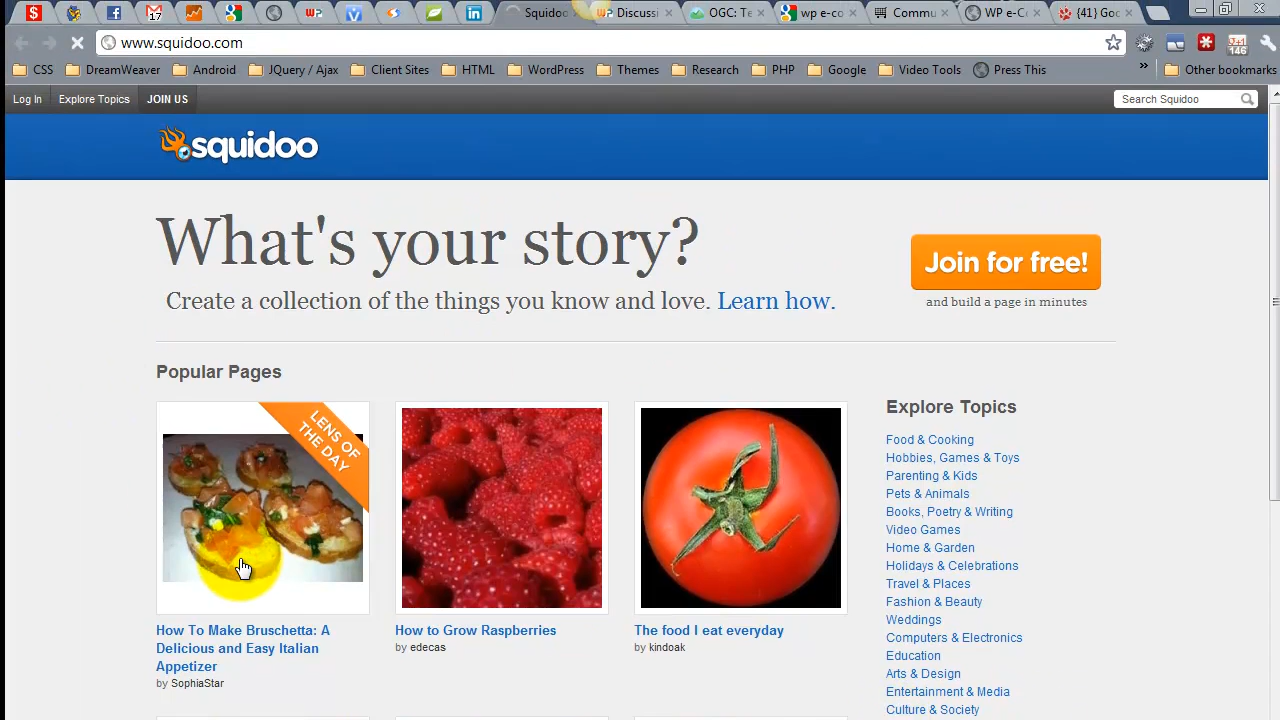 17
WP
Squidoo
WP Discussi
OGC: Te
wp e-co
Commu
WP e-Co
{41} Goo
www.squidoo.com
146
CSS
DreamWeaver
Android
JQuery / Ajax
Client Sites
HTML
WordPress
Themes
Research
PHP
Google
Video Tools
Press This
»
Other bookmarks
Log In
Explore Topics
JOIN US
Search Squidoo
squidoo
What's your story?
Join for free!
Create a collection of the things you know and love. Learn how.
and build a page in minutes
Popular Pages
LENS OF
THE DAY
How To Make Bruschetta: A
Delicious and Easy Italian
Appetizer
by SophiaStar
How to Grow Raspberries
by edecas
The food I eat everyday
by kindoak
Explore Topics
Food & Cooking
Hobbies, Games & Toys
Parenting & Kids
Pets & Animals
Books, Poetry & Writing
Video Games
Home & Garden
Holidays & Celebrations
Travel & Places
Fashion & Beauty
Weddings
Computers & Electronics
Education
Arts & Design
Entertainment & Media
Culture & Society